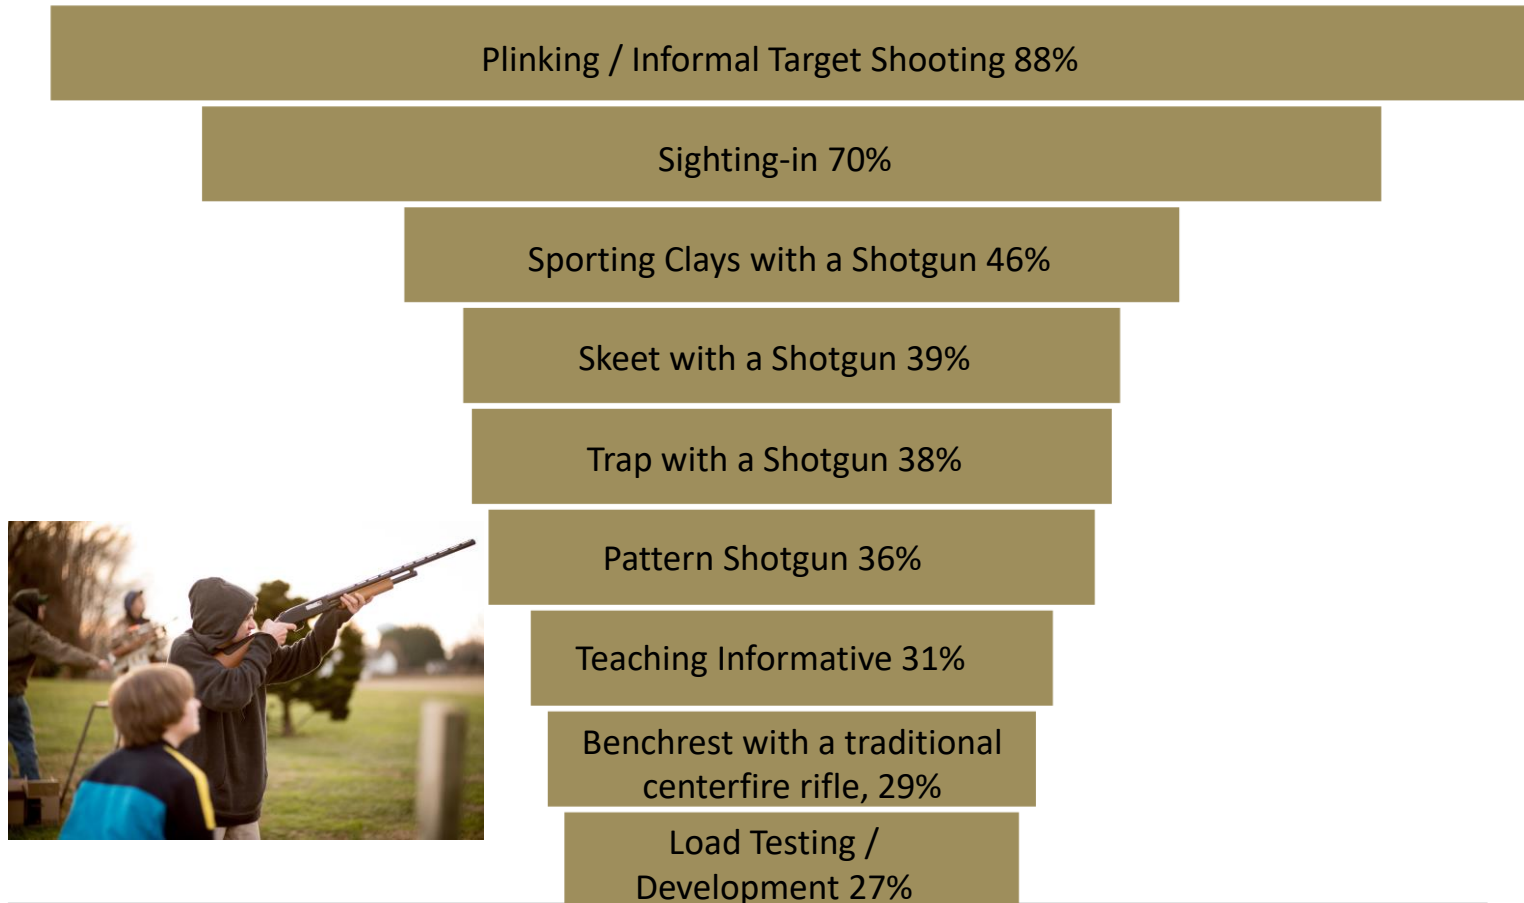 Plinking / Informal Target Shooting 88%
Sighting-in 70%
Sporting Clays with a Shotgun 46%
Skeet with a Shotgun 39%
Trap with a Shotgun 38%
Pattern Shotgun 36%
Teaching Informative 31%
Benchrest with a traditional
centerfire rifle, 29%
Load Testing /
Development 27%